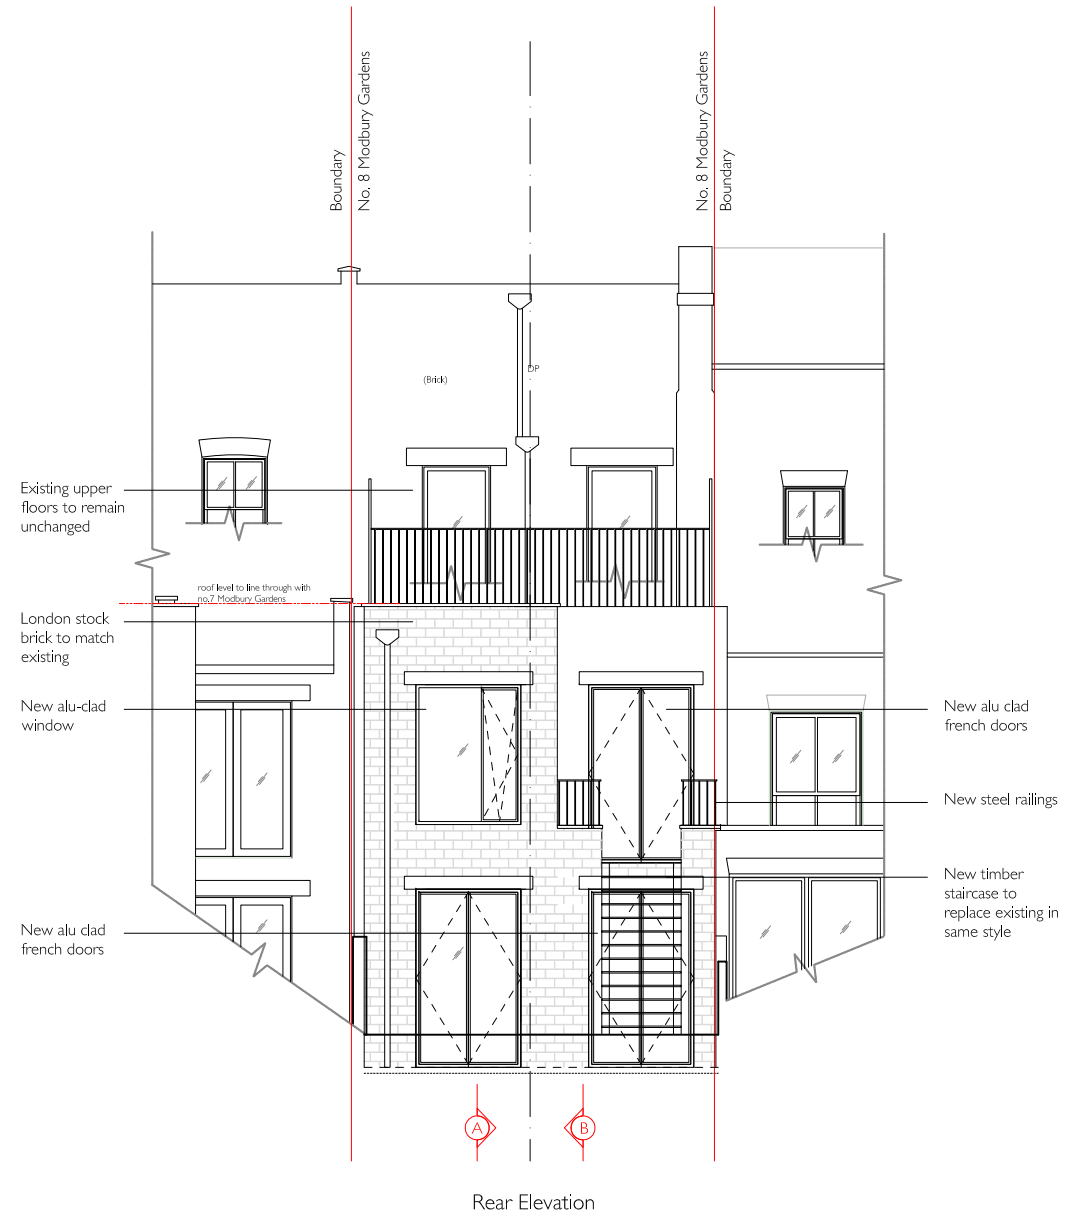 Boundary
No. 8 Modbury Gardens
No. 8 Modbury Gardens
Boundary
DP
(Brick)
Existing upper
floors to remain
unchanged
roof level to line through with
no.7 Modbury Gardens
London stock
brick to match
existing
New alu-clad
window
New alu clad
french doors
New steel railings
New timber
staircase to
replace existing in
same style
New alu clad
french doors
A
B
Rear Elevation